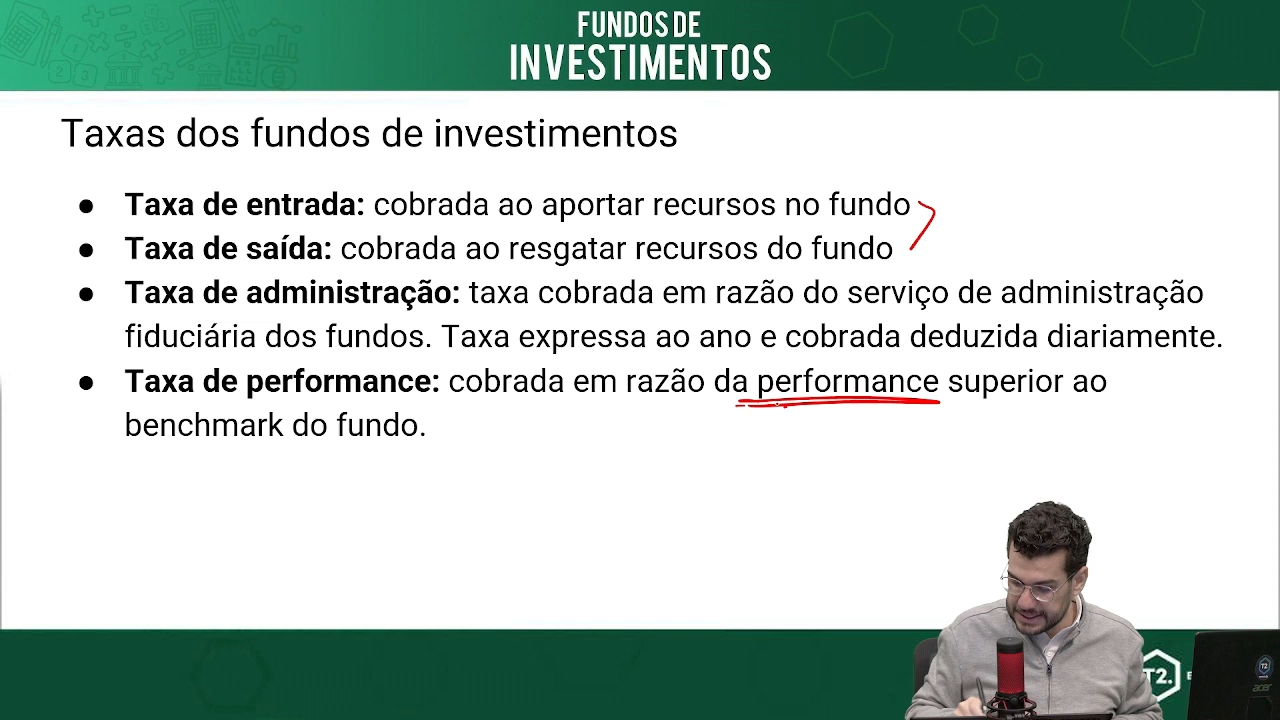 FUNDOS DE
INVESTIMENTOS
Taxas dos fundos de investimentos
● Taxa de entrada: cobrada ao aportar recursos no fundo
● Taxa de saída: cobrada ao resgatar recursos do fundo
● Taxa de administração: taxa cobrada em razão do serviço de administração
fiduciária dos fundos. Taxa expressa ao ano e cobrada deduzida diariamente.
● Taxa de performance: cobrada em razão da performance superior ao
benchmark do fundo.
T2.
acer